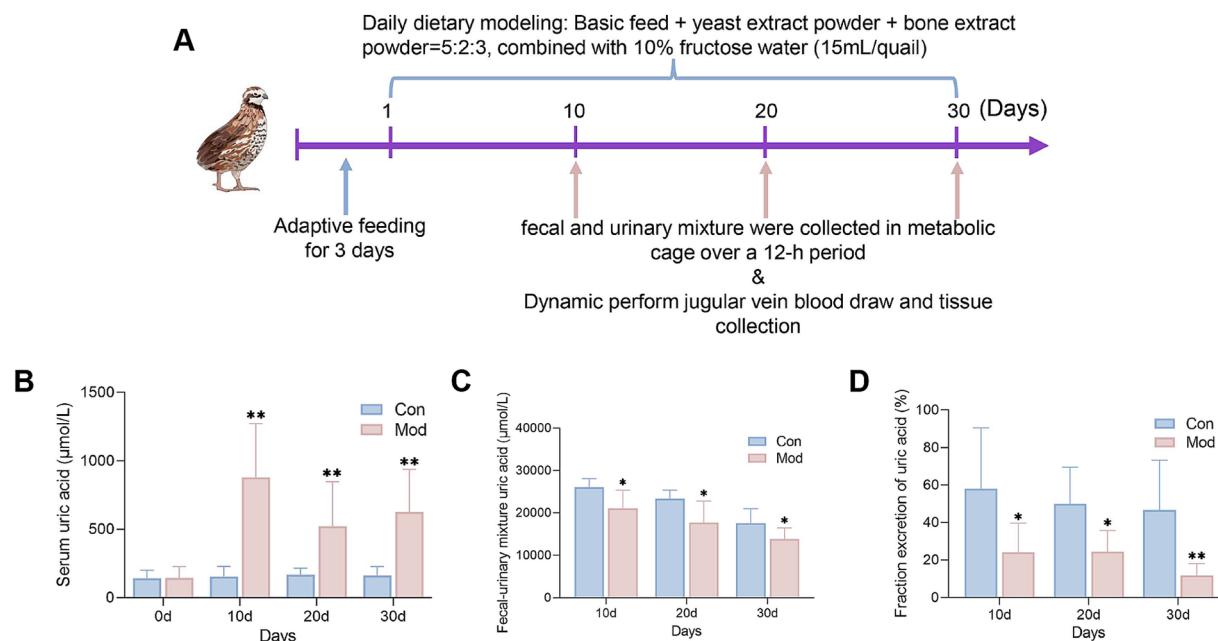 A
Daily dietary modeling: Basic feed + yeast extract powder + bone extract
powder=5:2:3, combined with 10% fructose water (15mL/quail)
1 10 20 30 (Days)
Adaptive feeding
for 3 days
fecal and urinary mixture were collected in metabolic
cage over a 12-h period
&
Dynamic perform jugular vein blood draw and tissue
collection
B
Serum uric acid (μmol/L)
1500
1000
500
0
Con
Mod
**
**
**
0d 10d 20d 30d
Days
C
Fecal-urinary mixture uric acid (μmol/L)
40000
30000
20000
10000
0
Con
Mod
*
*
*
10d 20d 30d
Days
D
Fraction excretion of uric acid (%)
100
80
60
40
20
0
Con
Mod
*
*
**
10d 20d 30d
Days